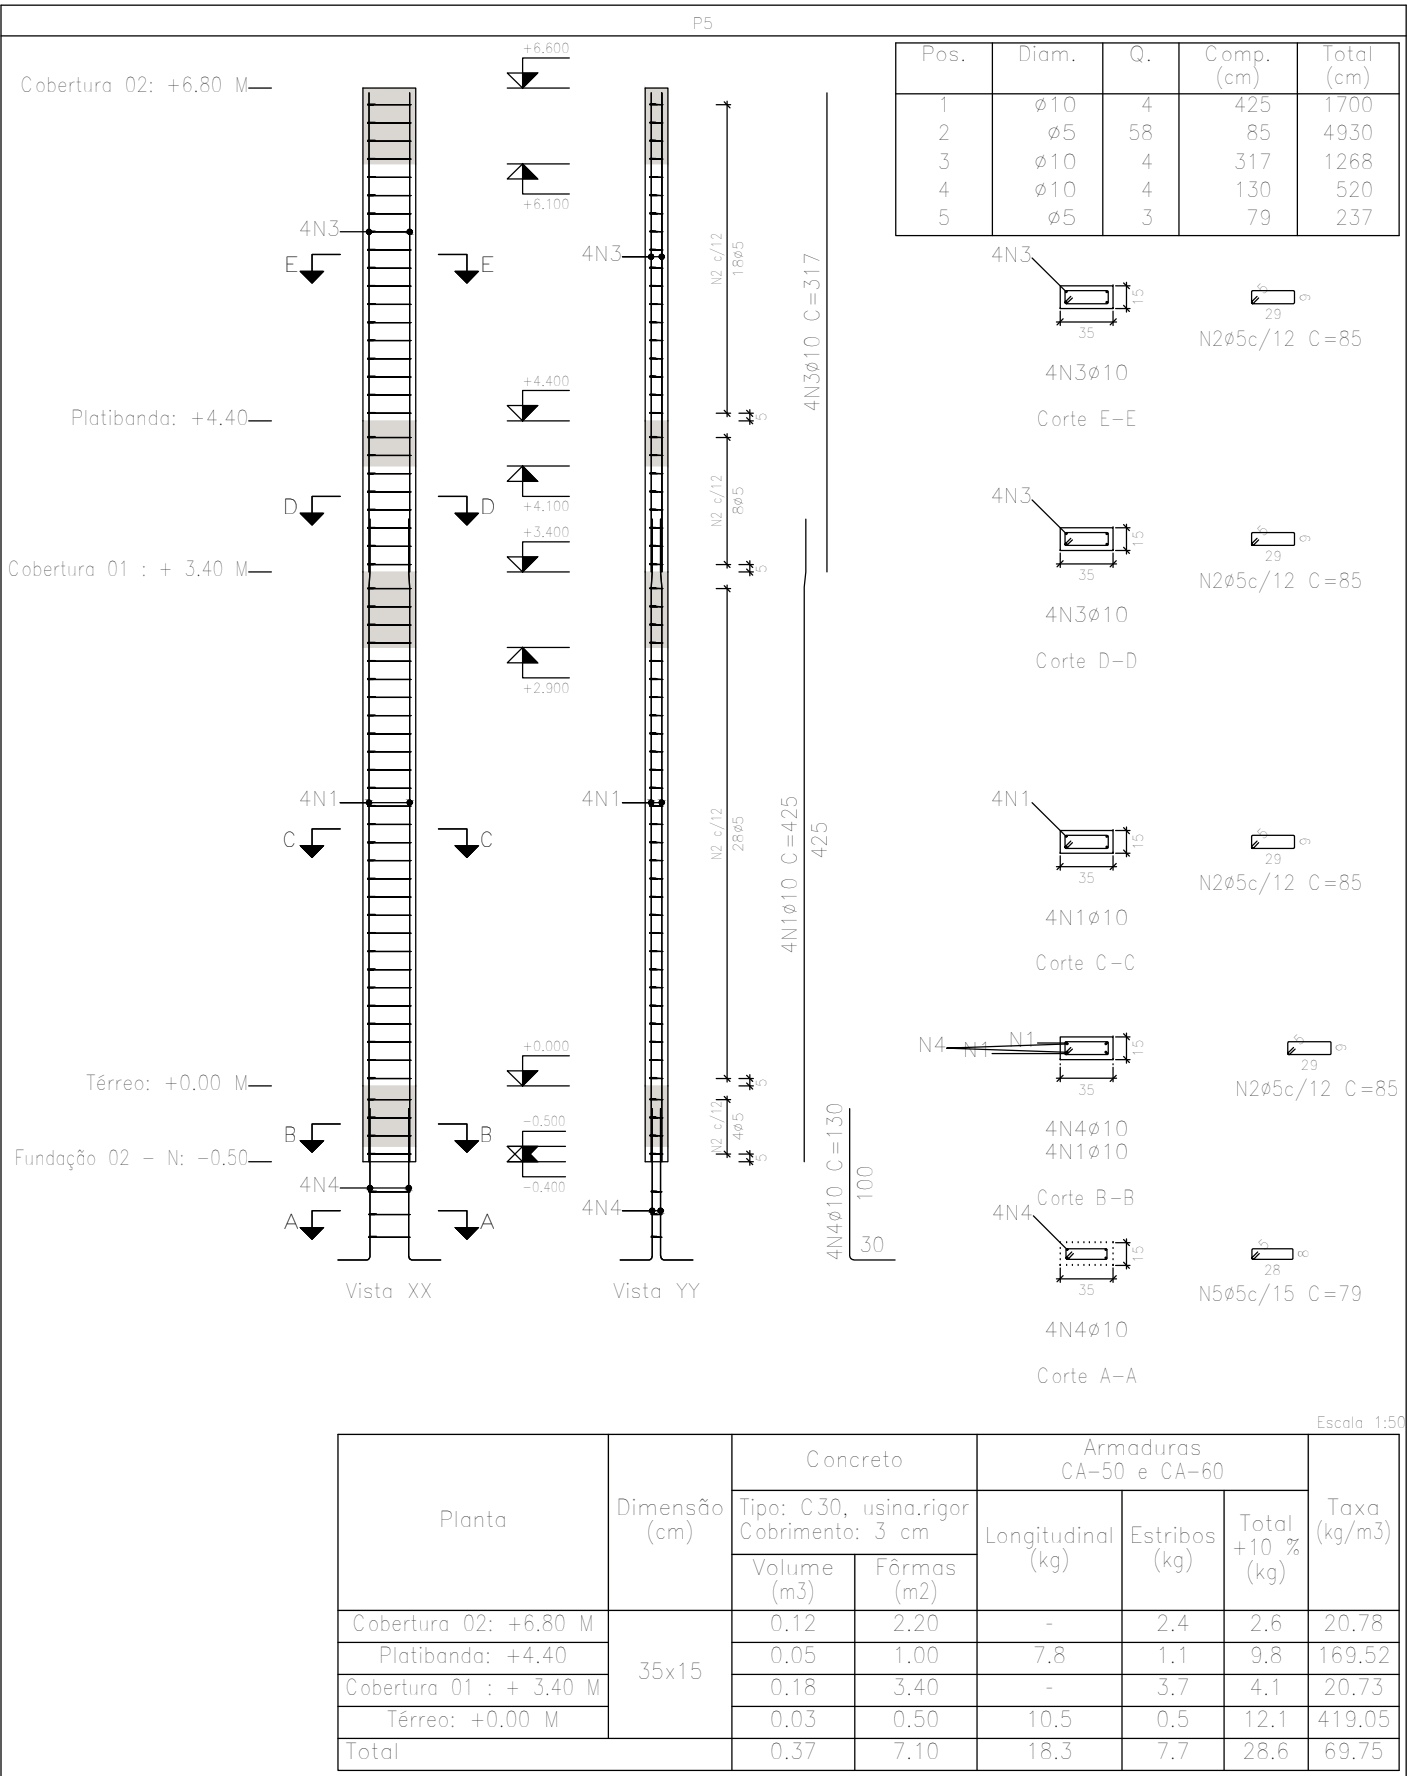 P5
Pos. Diam. Q. Comp. (cm) Total (cm)
1 ø10 4 425 1700
2 ø5 58 85 4930
3 ø10 4 317 1268
4 ø10 4 130 520
5 ø5 3 79 237
Cobertura 02: +6.80 M
+6.600
+6.100
4N3
E E
4N3
N2 c/12
18ø5
4N3ø10 C=317
Platibanda: +4.40
+4.400
5
+4.100
D D
N2 c/12
8ø5
+3.400
Cobertura 01 : + 3.40 M
5
+2.900
4N1
4N1
C C
N2 c/12
28ø5
4N1ø10 C=425
425
+0.000
Térreo: +0.00 M
5
B B
-0.500
N2 c/12
4ø5
Fundação 02 - N: -0.50
5
-0.400
4N4
4N4
A A
4N4ø10 C=130
100
30
Vista XX
Vista YY
4N3
15
35
5
9
29
N2ø5c/12 C=85
4N3ø10
Corte E-E
4N3
15
35
5
9
29
N2ø5c/12 C=85
4N3ø10
Corte D-D
4N1
15
35
5
9
29
N2ø5c/12 C=85
4N1ø10
Corte C-C
N4
N1
N1
15
35
5
9
29
N2ø5c/12 C=85
4N4ø10
4N1ø10
Corte B-B
4N4
15
35
5
8
28
N5ø5c/15 C=79
4N4ø10
Corte A-A
Escala 1:50
Planta
Dimensão
(cm)
Concreto
Tipo: C30, usina.rigor
Cobrimento: 3 cm
Volume
(m3)
Fôrmas
(m2)
Armaduras
CA-50 e CA-60
Longitudinal
(kg)
Estribos
(kg)
Total
+10 %
(kg)
Taxa
(kg/m3)
Cobertura 02: +6.80 M 0.12 2.20 - 2.4 2.6 20.78
Platibanda: +4.40 0.05 1.00 7.8 1.1 9.8 169.52
35x15
Cobertura 01 : + 3.40 M 0.18 3.40 - 3.7 4.1 20.73
Térreo: +0.00 M 0.03 0.50 10.5 0.5 12.1 419.05
Total 0.37 7.10 18.3 7.7 28.6 69.75